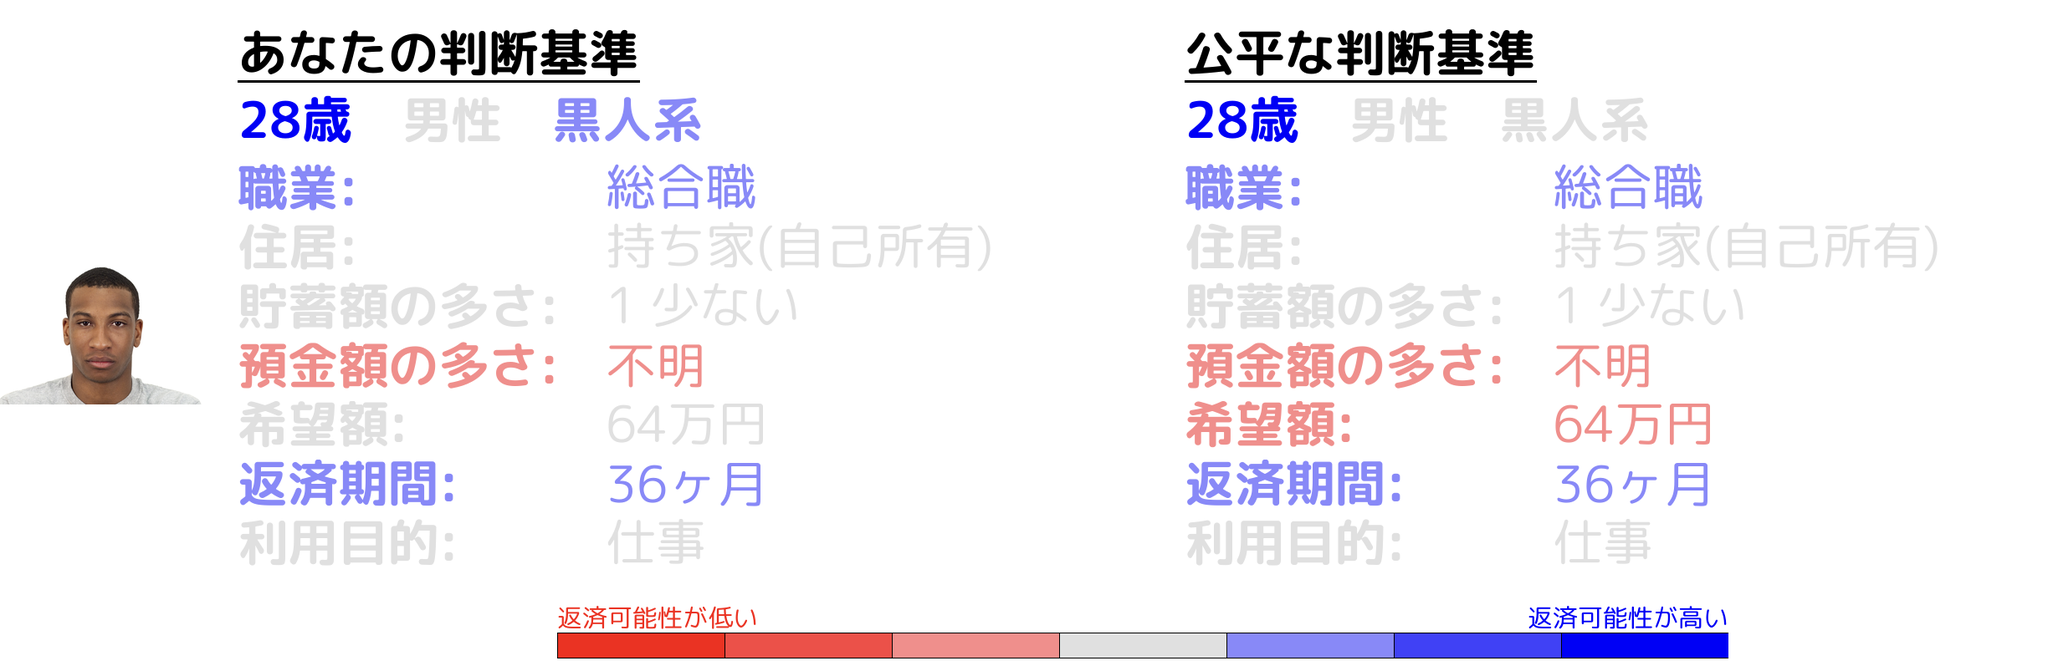 あなたの判断基準
28歳 男性 黒人系
職業: 総合職
住居: 持ち家(自己所有)
貯蓄額の多さ: 1 少ない
預金額の多さ: 不明
希望額: 64万円
返済期間: 36ヶ月
利用目的: 仕事
公平な判断基準
28歳 男性 黒人系
職業: 総合職
住居: 持ち家(自己所有)
貯蓄額の多さ: 1 少ない
預金額の多さ: 不明
希望額: 64万円
返済期間: 36ヶ月
利用目的: 仕事
返済可能性が低い
返済可能性が高い